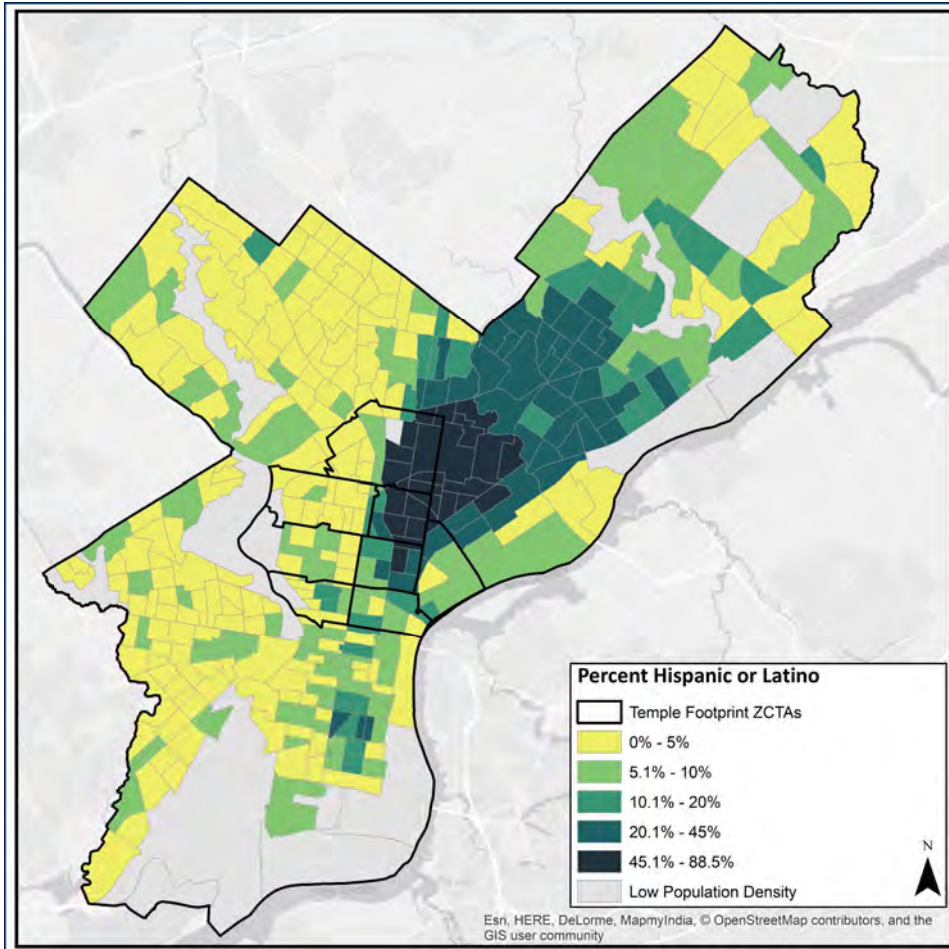 Percent Hispanic or Latino
Temple Footprint ZCTAs
0% - 5%
5.1% - 10%
10.1% - 20%
20.1% - 45%
45.1% - 88.5%
Low Population Density
N
Esri, HERE, DeLorme, MapmyIndia, © OpenStreetMap contributors, and the
GIS user community